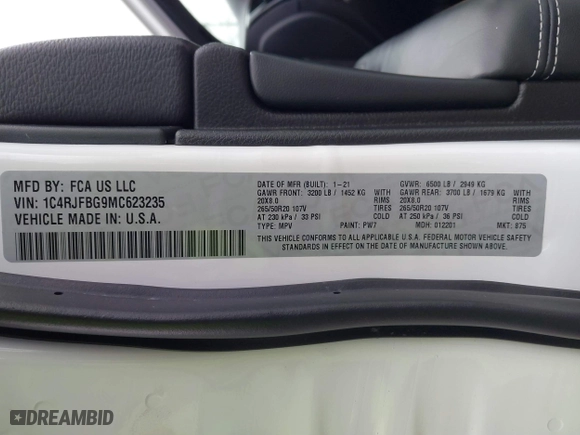 MFD BY: FCA US LLC
VIN: 1C4RJFBG9MC623235
VEHICLE MADE IN: U.S.A.
DATE OF MFR (BUILT): 1-21 GVWR: 6500 LB / 2949 KG
GAWR FRONT: 3200 LB / 1452 KG GAWR REAR: 3700 LB / 1679 KG
20X8.0 RIMS 20X8.0 RIMS
265/50R20 107V TIRES 265/50R20 107V TIRES
AT 230 kPa / 33 PSI COLD AT 250 kPa / 36 PSI COLD
TYPE: MPV PAINT: PW7 MDH: 012201 MKT: 875
THIS VEHICLE CONFORMS TO ALL APPLICABLE U.S.A. FEDERAL MOTOR VEHICLE SAFETY
STANDARDS IN EFFECT ON THE DATE OF MANUFACTURE SHOWN ABOVE.
DREAMBID